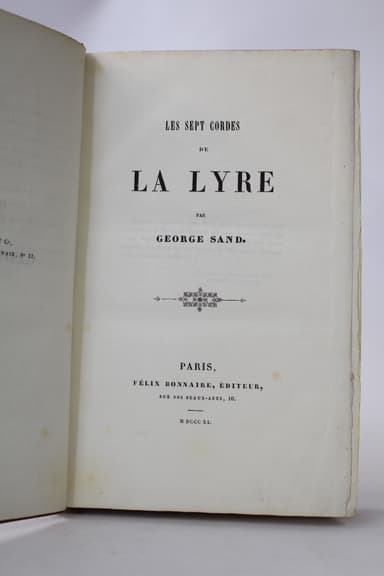 LES SEPT CORDES
DE
LA LYRE
PAR
GEORGE SAND.
PARIS,
FÉLIX BONNAIRE, ÉDITEUR,
RUE DES BEAUX-ARTS, 10.
M DCCC XL.